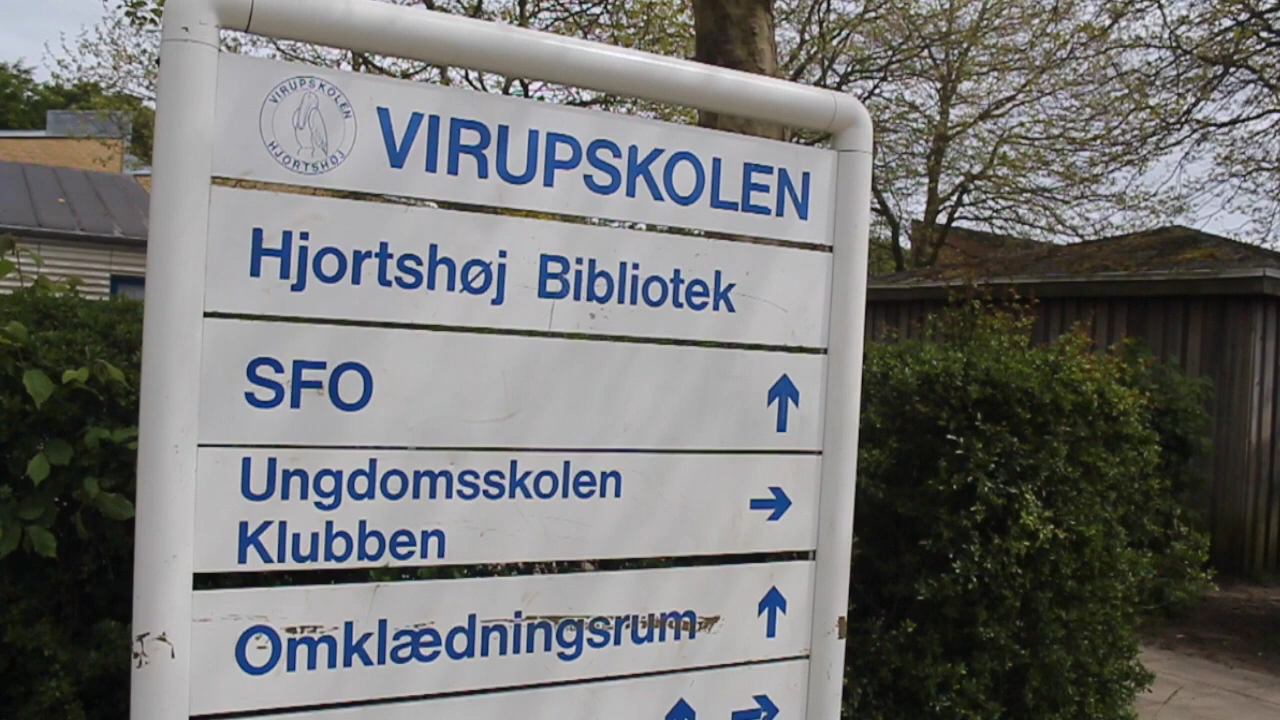 VIRUPSKOLEN
HJORTSHØJ
VIRUPSKOLEN
Hjortshøj Bibliotek
SFO
Ungdomsskolen
Klubben
Omklædningsrum